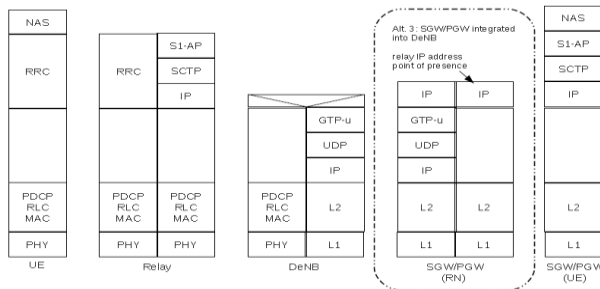 NAS
RRC
PDCP
RLC
MAC
PHY
UE
RRC
S1-AP
SCTP
IP
PDCP
RLC
MAC
PDCP
RLC
MAC
PHY
PHY
Relay
GTP-u
UDP
IP
PDCP
RLC
MAC
L2
PHY
L1
DeNB
Alt. 3: SGW/PGW integrated
into DeNB
relay IP address
point of presence
IP
IP
GTP-u
UDP
IP
L2
L2
L1
L1
SGW/PGW
(RN)
NAS
S1-AP
SCTP
IP
L2
L1
SGW/PGW
(UE)